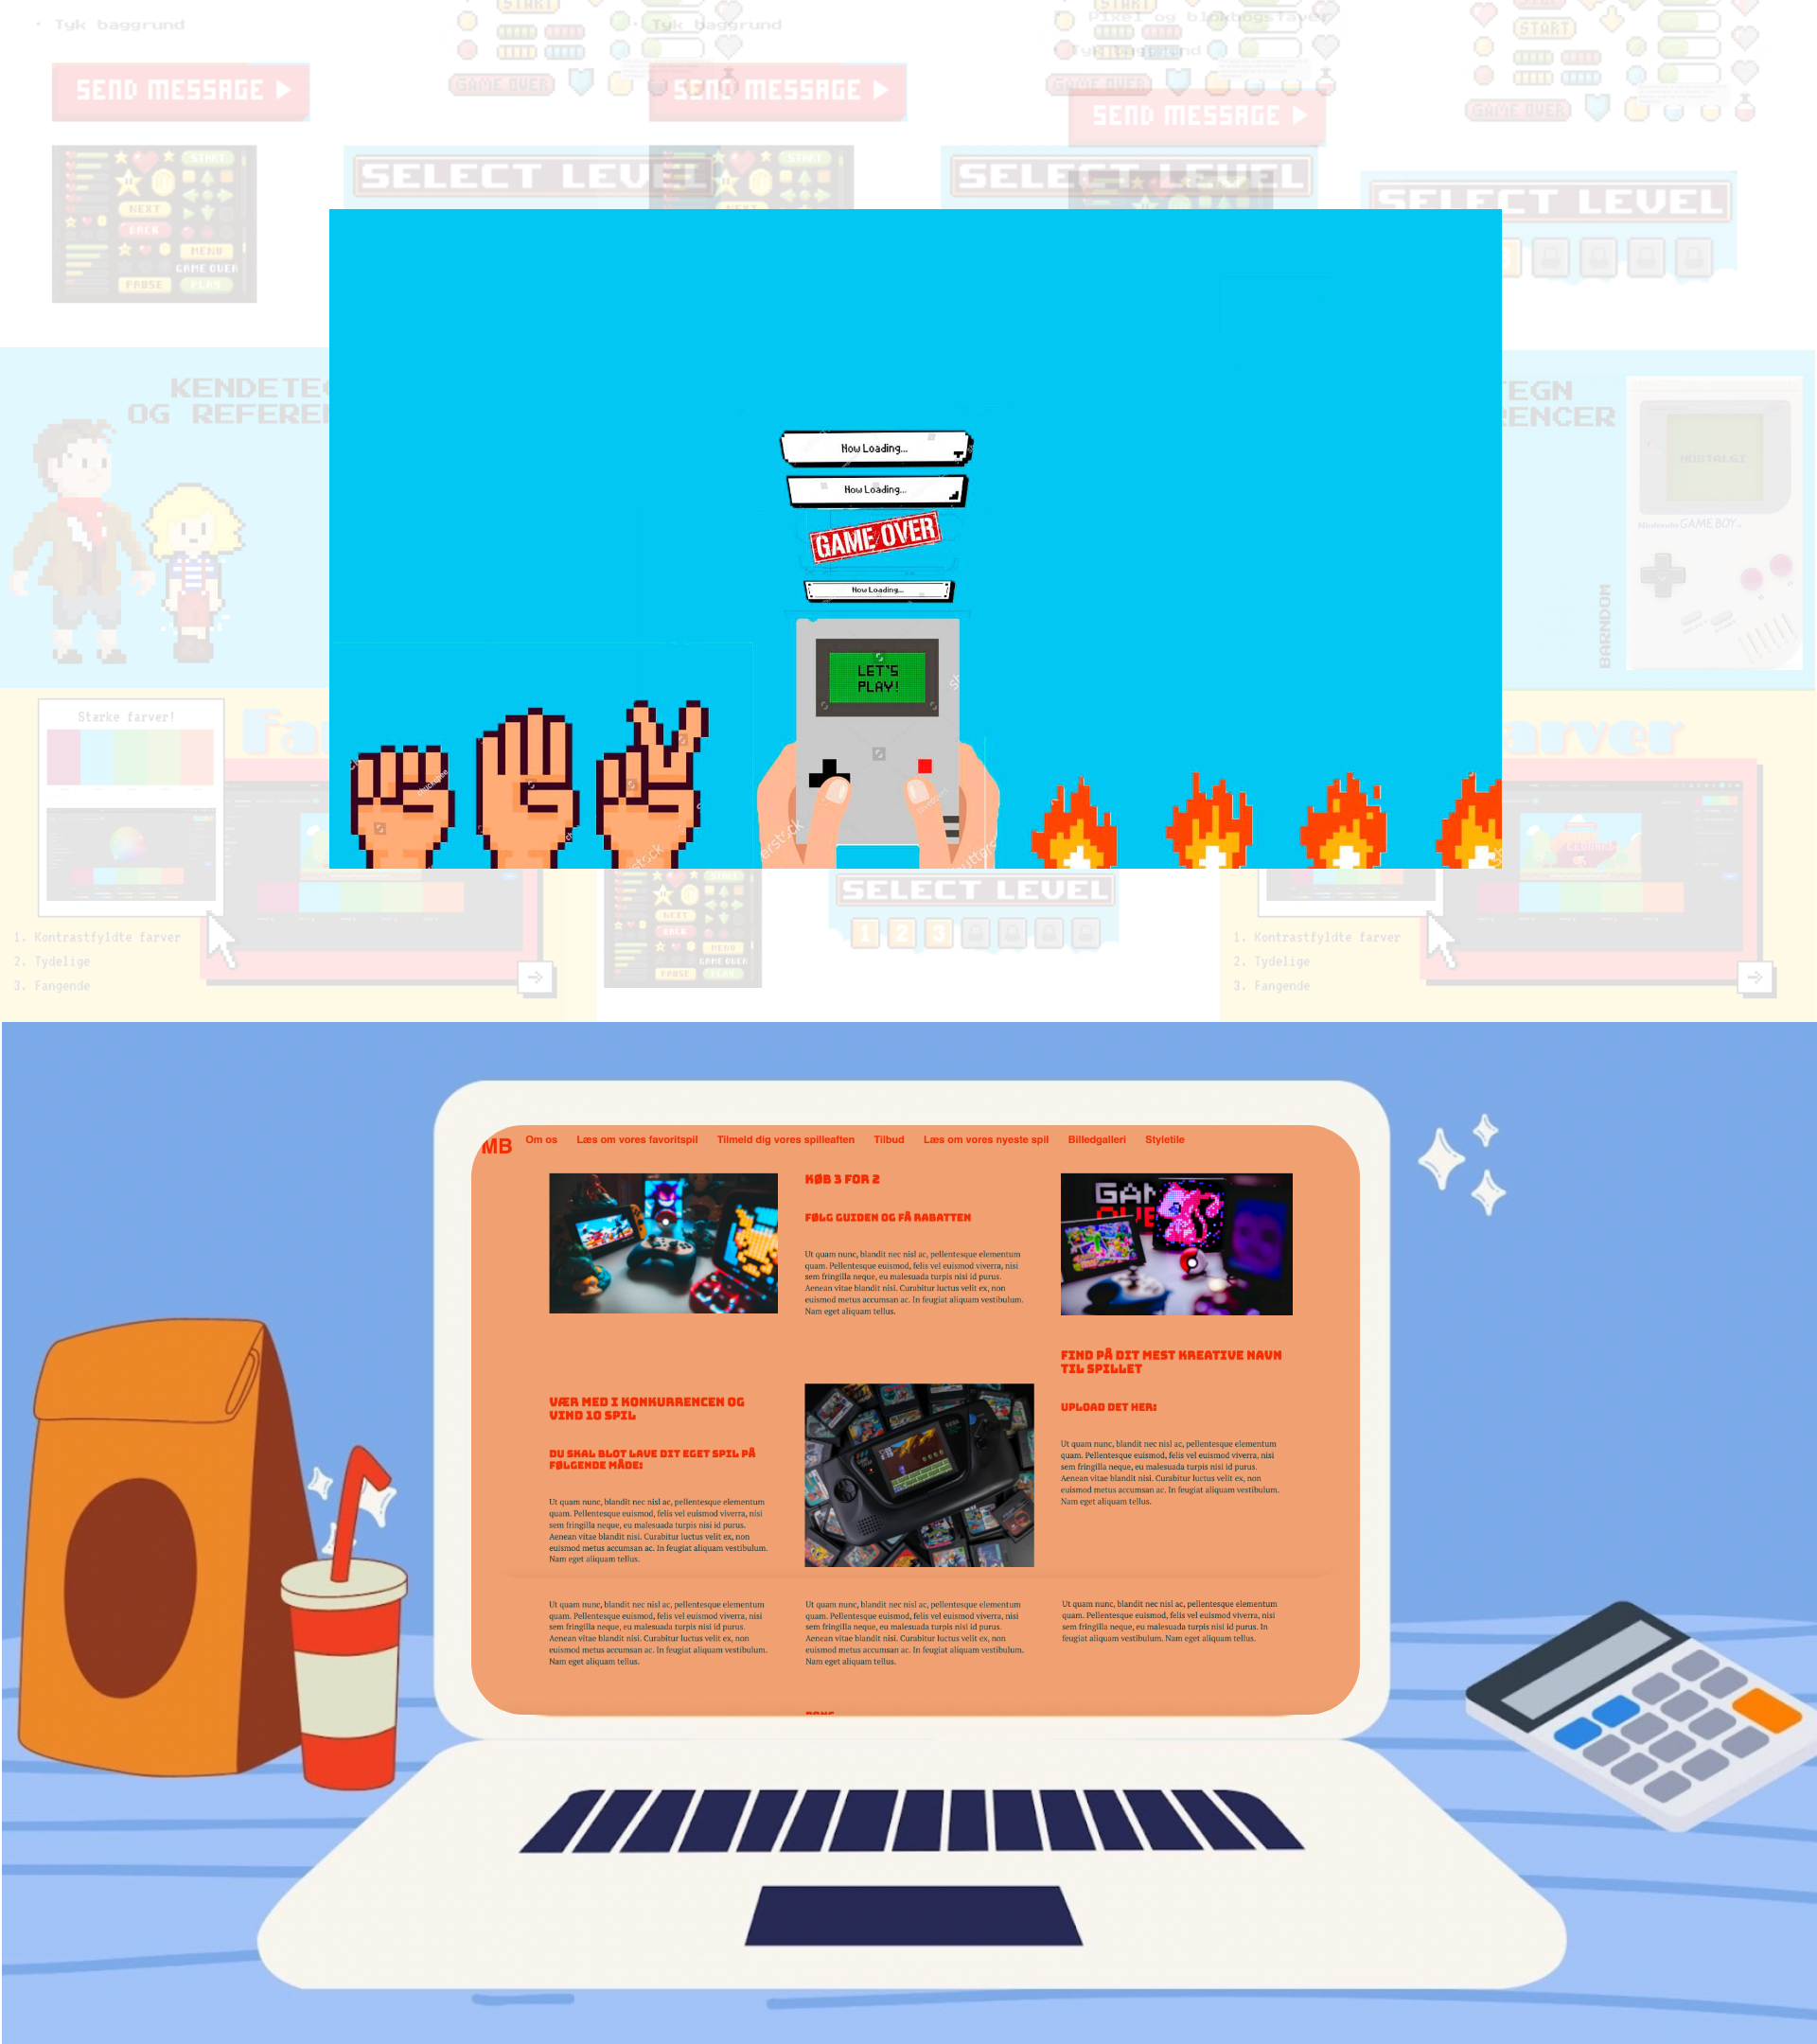 START
• Tyk baggrund
Tyk baggrund
Pixel og blokbogstaver
Tyk baggrund
START
GAME OVER
GAME OVER
GAME OVER
SEND MESSAGE
SEND MESSAGE
SEND MESSAGE
START
NEXT
BACK
MENU
GAME OVER
PAUSE
PLAY
SELECT LEVEL
START
SELECT LEVEL
SELECT LEVEL
KENDETEG
OG REFERE
TEGN
RENCER
NOSTALGI
Nintendo GAME BOY
BARNDOM
Now Loading...
Now Loading...
GAME OVER
Now Loading...
LET'S
PLAY!
Stærke farver!
Fa
arver
1. Kontrastfyldte farver
2. Tydelige
3. Fangende
START
NEXT
BACK
MENU
GAME OVER
PAUSE
PLAY
SELECT LEVEL
1 2 3
1. Kontrastfyldte farver
2. Tydelige
3. Fangende
MB Om os Læs om vores favoritspil Tilmeld dig vores spilleaften Tilbud Læs om vores nyeste spil Billedgalleri Styletile
VÆR MED I KONKURRENCEN OG
VIND 10 SPIL
DU SKAL BLOT LAVE DIT EGET SPIL PÅ
FØLGENDE MÅDE:
Ut quam nunc, blandit nec nisl ac, pellentesque elementum
quam. Pellentesque euismod, felis vel euismod viverra, nisi
sem fringilla neque, eu malesuada turpis nisi id purus.
Aenean vitae blandit nisi. Curabitur luctus velit ex, non
euismod metus accumsan ac. In feugiat aliquam vestibulum.
Nam eget aliquam tellus.
Ut quam nunc, blandit nec nisl ac, pellentesque elementum
quam. Pellentesque euismod, felis vel euismod viverra, nisi
sem fringilla neque, eu malesuada turpis nisi id purus.
Aenean vitae blandit nisi. Curabitur luctus velit ex, non
euismod metus accumsan ac. In feugiat aliquam vestibulum.
Nam eget aliquam tellus.
KØB 3 FOR 2
FØLG GUIDEN OG FÅ RABATTEN
Ut quam nunc, blandit nec nisl ac, pellentesque elementum
quam. Pellentesque euismod, felis vel euismod viverra, nisi
sem fringilla neque, eu malesuada turpis nisi id purus.
Aenean vitae blandit nisi. Curabitur luctus velit ex, non
euismod metus accumsan ac. In feugiat aliquam vestibulum.
Nam eget aliquam tellus.
Ut quam nunc, blandit nec nisl ac, pellentesque elementum
quam. Pellentesque euismod, felis vel euismod viverra, nisi
sem fringilla neque, eu malesuada turpis nisi id purus.
Aenean vitae blandit nisi. Curabitur luctus velit ex, non
euismod metus accumsan ac. In feugiat aliquam vestibulum.
Nam eget aliquam tellus.
FIND PÅ DIT MEST KREATIVE NAVN
TIL SPILLET
UPLOAD DET HER:
Ut quam nunc, blandit nec nisl ac, pellentesque elementum
quam. Pellentesque euismod, felis vel euismod viverra, nisi
sem fringilla neque, eu malesuada turpis nisi id purus.
Aenean vitae blandit nisi. Curabitur luctus velit ex, non
euismod metus accumsan ac. In feugiat aliquam vestibulum.
Nam eget aliquam tellus.
Ut quam nunc, blandit nec nisl ac, pellentesque elementum
quam. Pellentesque euismod, felis vel euismod viverra, nisi
sem fringilla neque, eu malesuada turpis nisi id purus. In
feugiat aliquam vestibulum. Nam eget aliquam tellus.